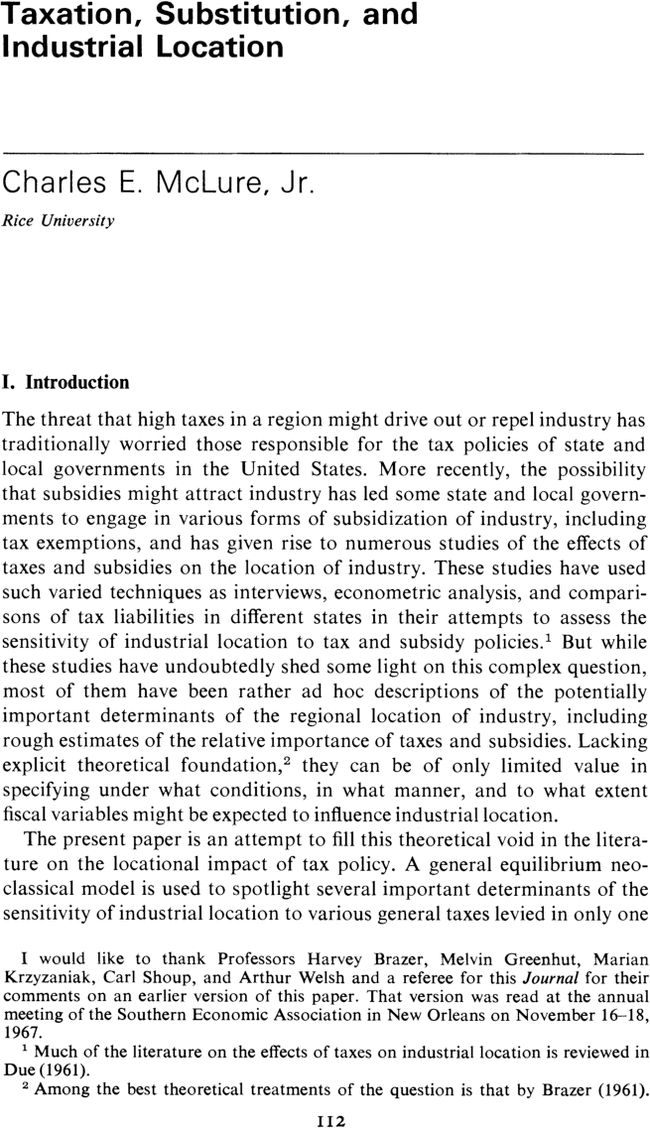 Taxation, Substitution, and
Industrial Location
Charles E. McLure, Jr.
Rice University
I. Introduction
The threat that high taxes in a region might drive out or repel industry has
traditionally worried those responsible for the tax policies of state and
local governments in the United States. More recently, the possibility
that subsidies might attract industry has led some state and local govern-
ments to engage in various forms of subsidization of industry, including
tax exemptions, and has given rise to numerous studies of the effects of
taxes and subsidies on the location of industry. These studies have used
such varied techniques as interviews, econometric analysis, and compari-
sons of tax liabilities in different states in their attempts to assess the
sensitivity of industrial location to tax and subsidy policies.¹ But while
these studies have undoubtedly shed some light on this complex question,
most of them have been rather ad hoc descriptions of the potentially
important determinants of the regional location of industry, including
rough estimates of the relative importance of taxes and subsidies. Lacking
explicit theoretical foundation,² they can be of only limited value in
specifying under what conditions, in what manner, and to what extent
fiscal variables might be expected to influence industrial location.
The present paper is an attempt to fill this theoretical void in the litera-
ture on the locational impact of tax policy. A general equilibrium neo-
classical model is used to spotlight several important determinants of the
sensitivity of industrial location to various general taxes levied in only one
I would like to thank Professors Harvey Brazer, Melvin Greenhut, Marian
Krzyzaniak, Carl Shoup, and Arthur Welsh and a referee for this Journal for their
comments on an earlier version of this paper. That version was read at the annual
meeting of the Southern Economic Association in New Orleans on November 16–18,
1967.
¹ Much of the literature on the effects of taxes on industrial location is reviewed in
Due (1961).
² Among the best theoretical treatments of the question is that by Brazer (1961).
112